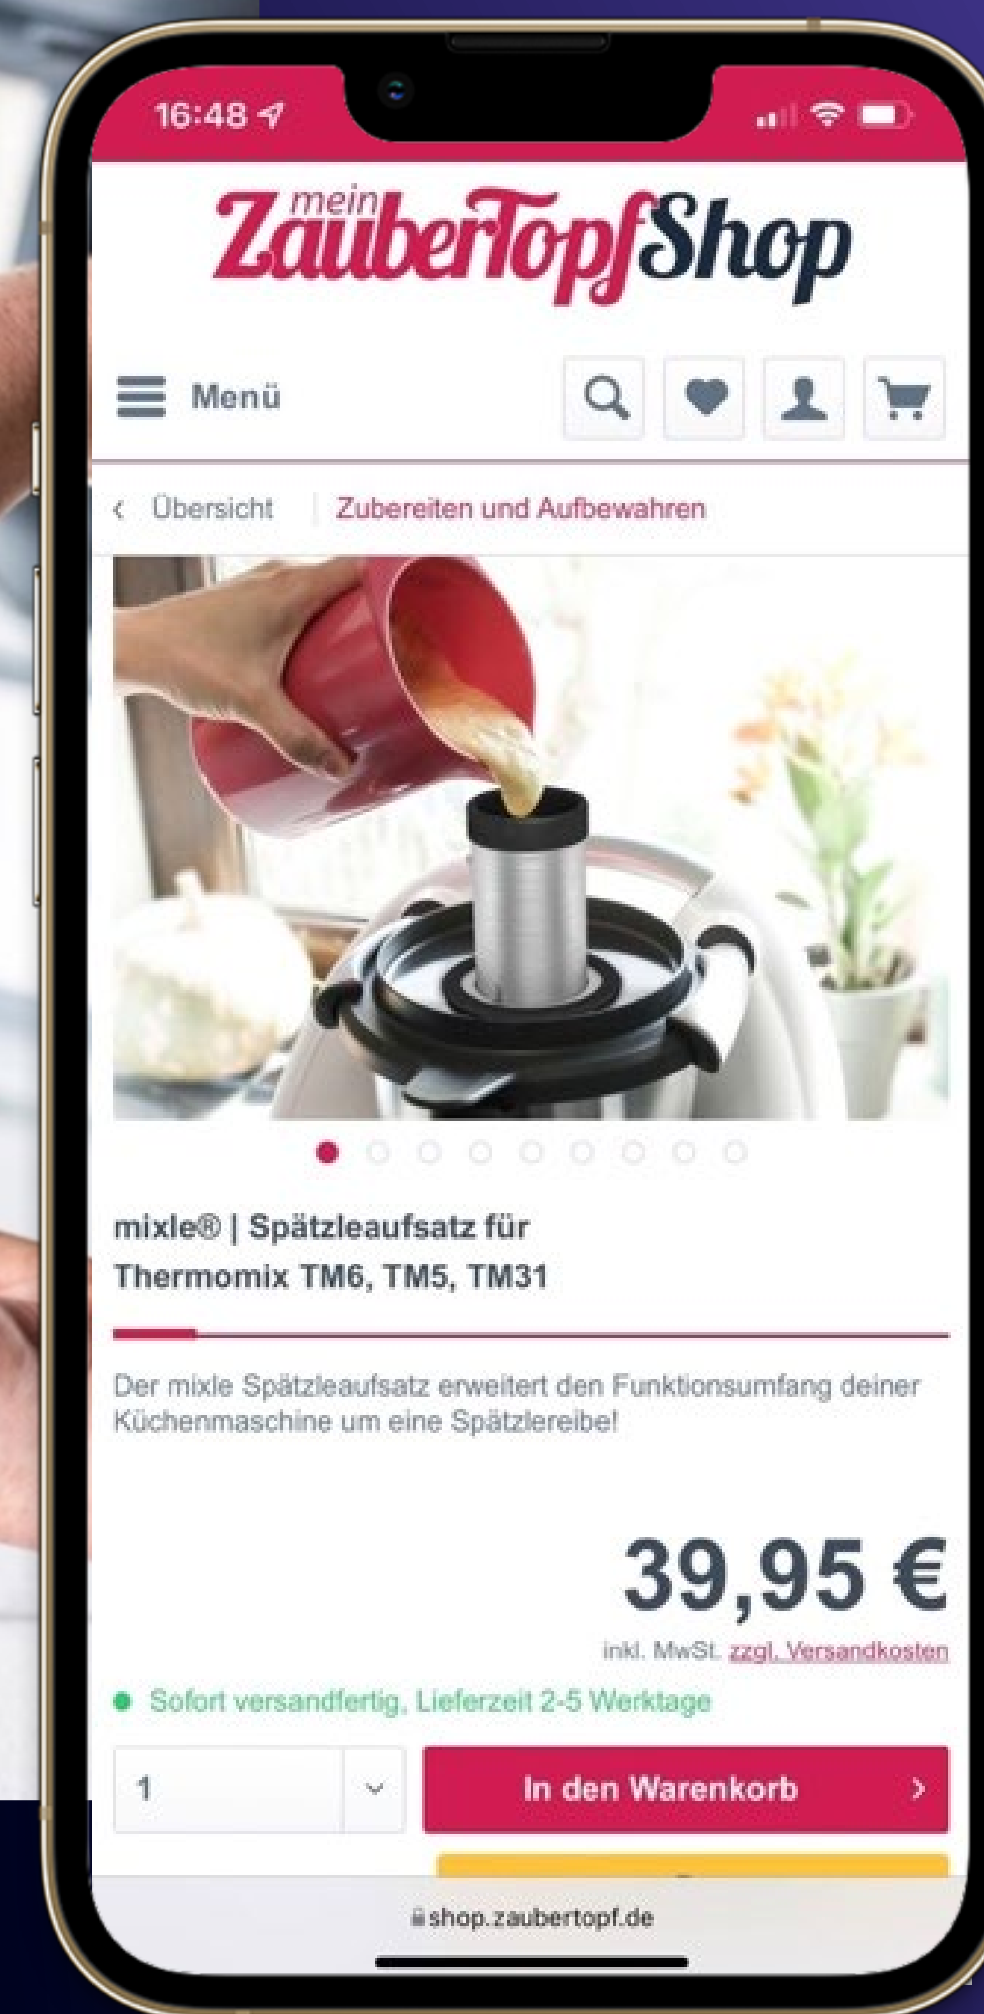 16:48
mein
ZauberTopfShop
Menü
Übersicht
Zubereiten und Aufbewahren
mixle® | Spätzleaufsatz für
Thermomix TM6, TM5, TM31
Der mixle Spätzleaufsatz erweitert den Funktionsumfang deiner
Küchenmaschine um eine Spätzlereibe!
39,95 €
inkl. MwSt. zzgl. Versandkosten
Sofort versandfertig, Lieferzeit 2-5 Werktage
1
In den Warenkorb
shop.zaubertopf.de